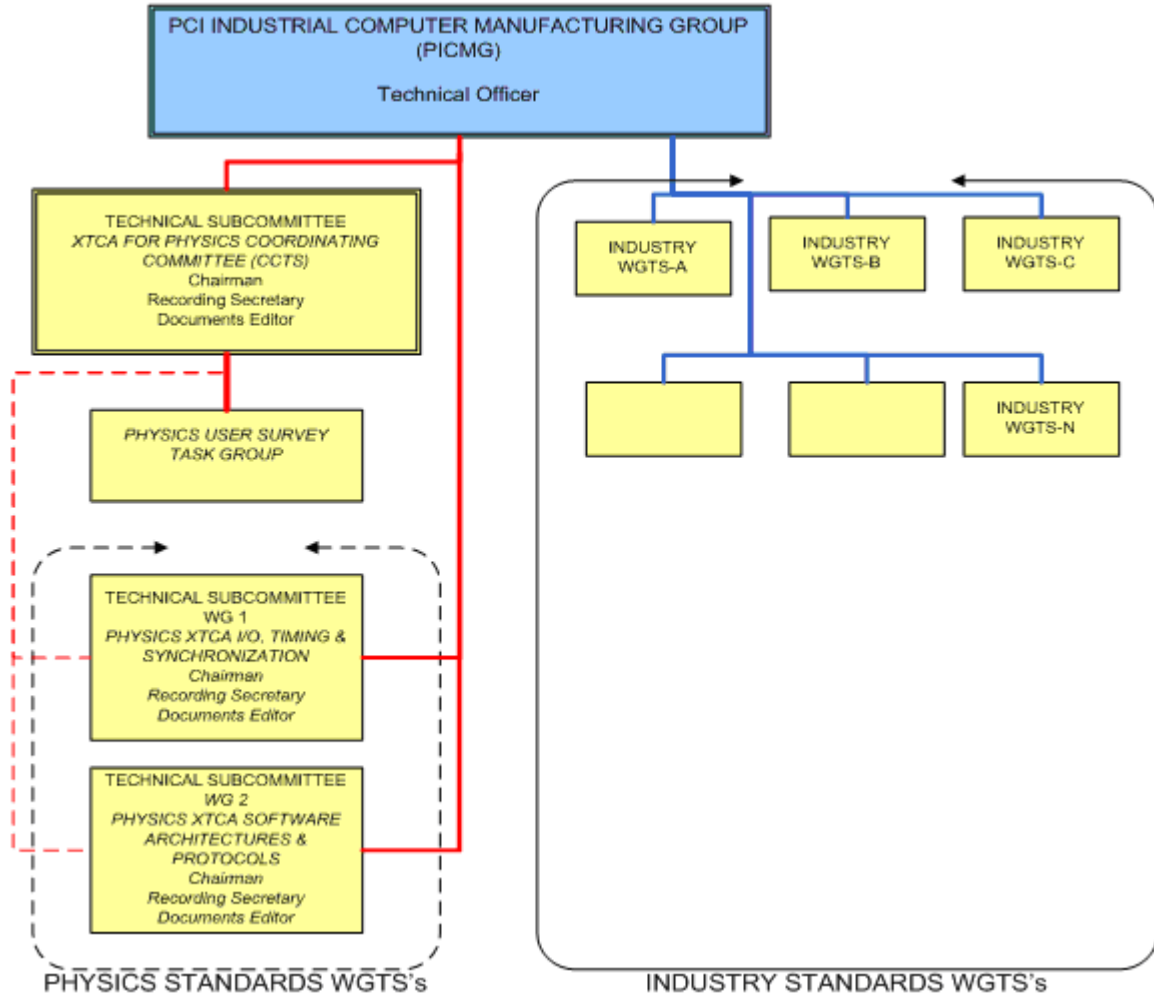 PCI INDUSTRIAL COMPUTER MANUFACTURING GROUP
(PICMG)
Technical Officer
TECHNICAL SUBCOMMITTEE
XTCA FOR PHYSICS COORDINATING
COMMITTEE (CCTS)
Chairman
Recording Secretary
Documents Editor
PHYSICS USER SURVEY
TASK GROUP
TECHNICAL SUBCOMMITTEE
WG 1
PHYSICS XTCA I/O, TIMING &
SYNCHRONIZATION
Chairman
Recording Secretary
Documents Editor
TECHNICAL SUBCOMMITTEE
WG 2
PHYSICS XTCA SOFTWARE
ARCHITECTURES &
PROTOCOLS
Chairman
Recording Secretary
Documents Editor
PHYSICS STANDARDS WGTS's
INDUSTRY
WGTS-A
INDUSTRY
WGTS-B
INDUSTRY
WGTS-C
INDUSTRY
WGTS-N
INDUSTRY STANDARDS WGTS's